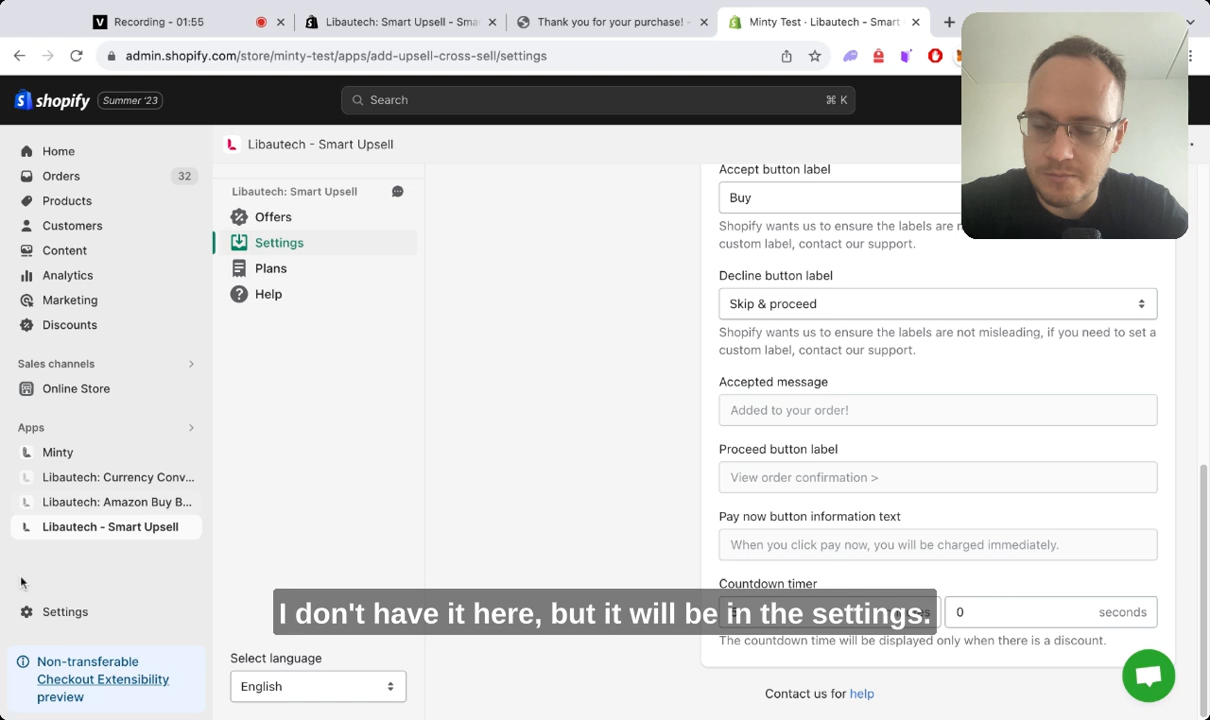 Recording - 01:55
Libautech: Smart Upsell - Sma
Thank you for your purchase! -
Minty Test · Libautech - Smart
admin.shopify.com/store/minty-test/apps/add-upsell-cross-sell/settings
shopify
Summer '23
Search
⌘ K
Home
Orders
32
Products
Customers
Content
Analytics
Marketing
Discounts
Sales channels
Online Store
Apps
Minty
Libautech: Currency Conv...
Libautech: Amazon Buy B...
Libautech - Smart Upsell
Settings
Non-transferable
Checkout Extensibility
preview
Libautech - Smart Upsell
Libautech: Smart Upsell
Offers
Settings
Plans
Help
Select language
English
Accept button label
Buy
Shopify wants us to ensure the labels are
custom label, contact our support.
Decline button label
Skip & proceed
Shopify wants us to ensure the labels are not misleading, if you need to set a
custom label, contact our support.
Accepted message
Added to your order!
Proceed button label
View order confirmation >
Pay now button information text
When you click pay now, you will be charged immediately.
Countdown timer
0
seconds
The countdown time will be displayed only when there is a discount.
Contact us for help
I don't have it here, but it will be in the settings.